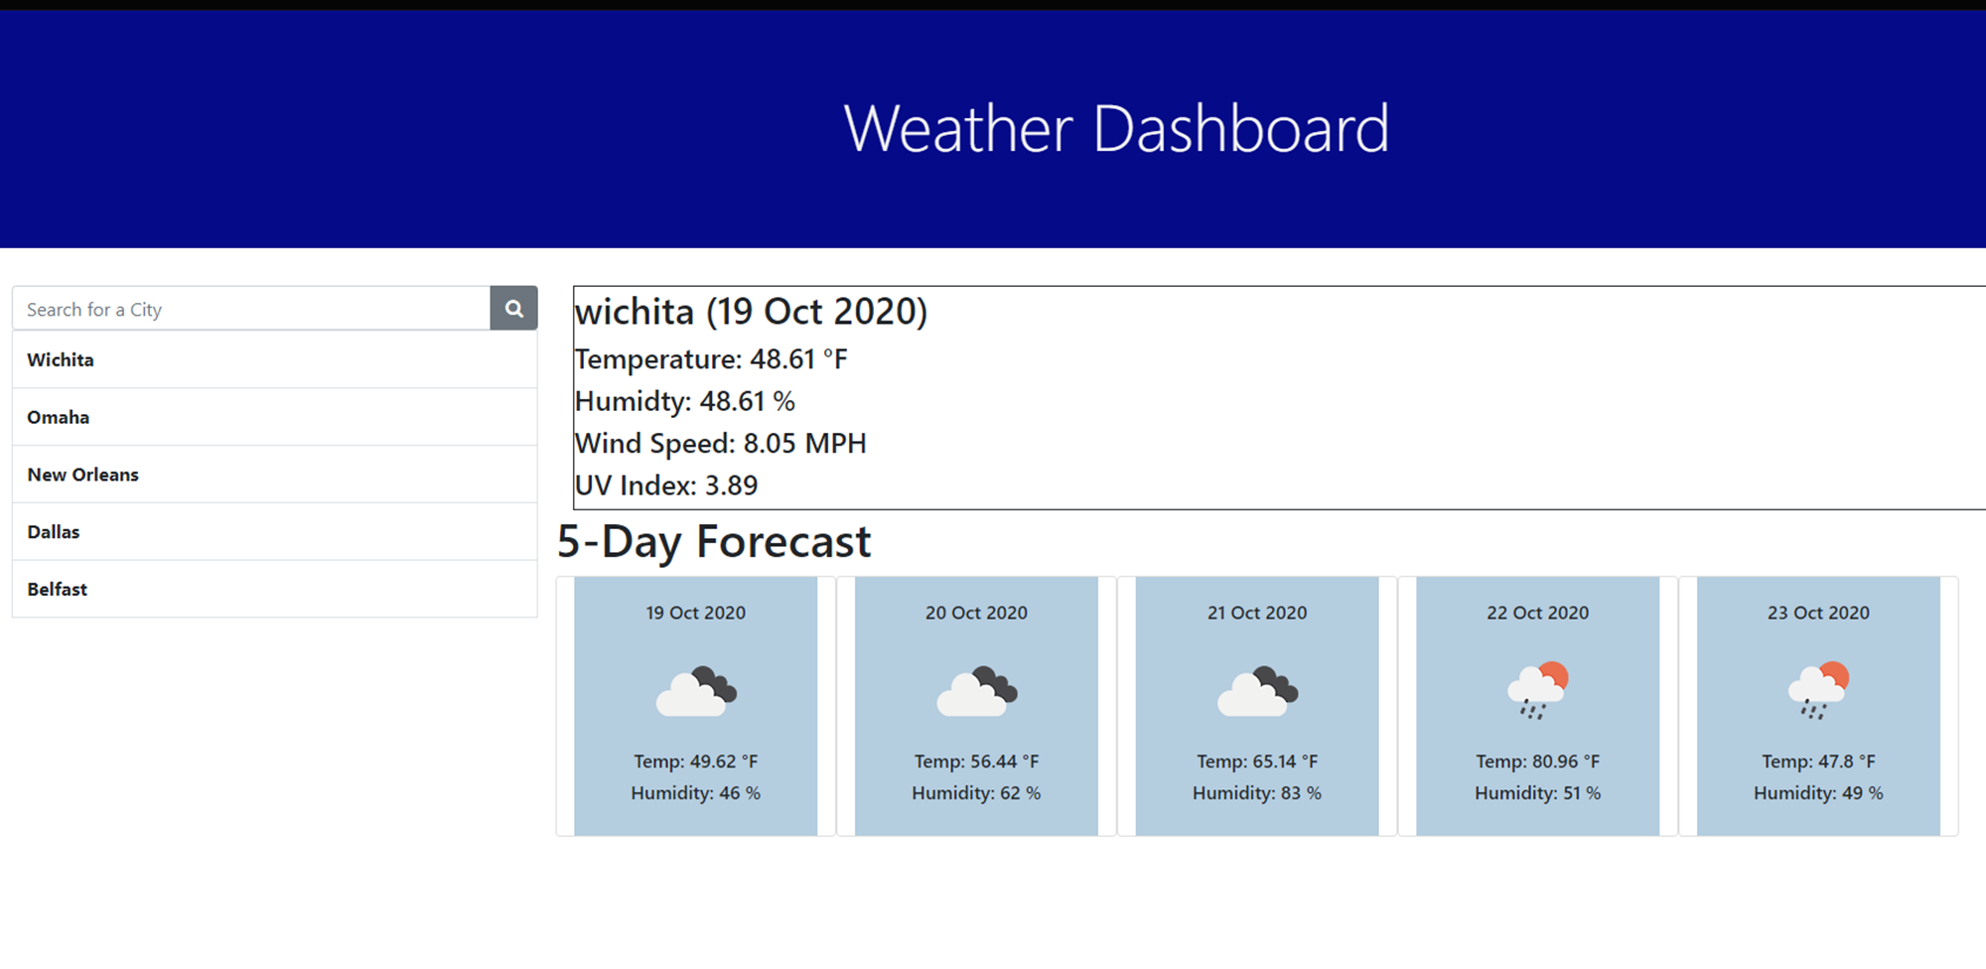 Weather Dashboard
Search for a City
Wichita
Omaha
New Orleans
Dallas
Belfast
wichita (19 Oct 2020)
Temperature: 48.61 °F
Humidty: 48.61 %
Wind Speed: 8.05 MPH
UV Index: 3.89
5-Day Forecast
19 Oct 2020
Temp: 49.62 °F
Humidity: 46 %
20 Oct 2020
Temp: 56.44 °F
Humidity: 62 %
21 Oct 2020
Temp: 65.14 °F
Humidity: 83 %
22 Oct 2020
Temp: 80.96 °F
Humidity: 51 %
23 Oct 2020
Temp: 47.8 °F
Humidity: 49 %